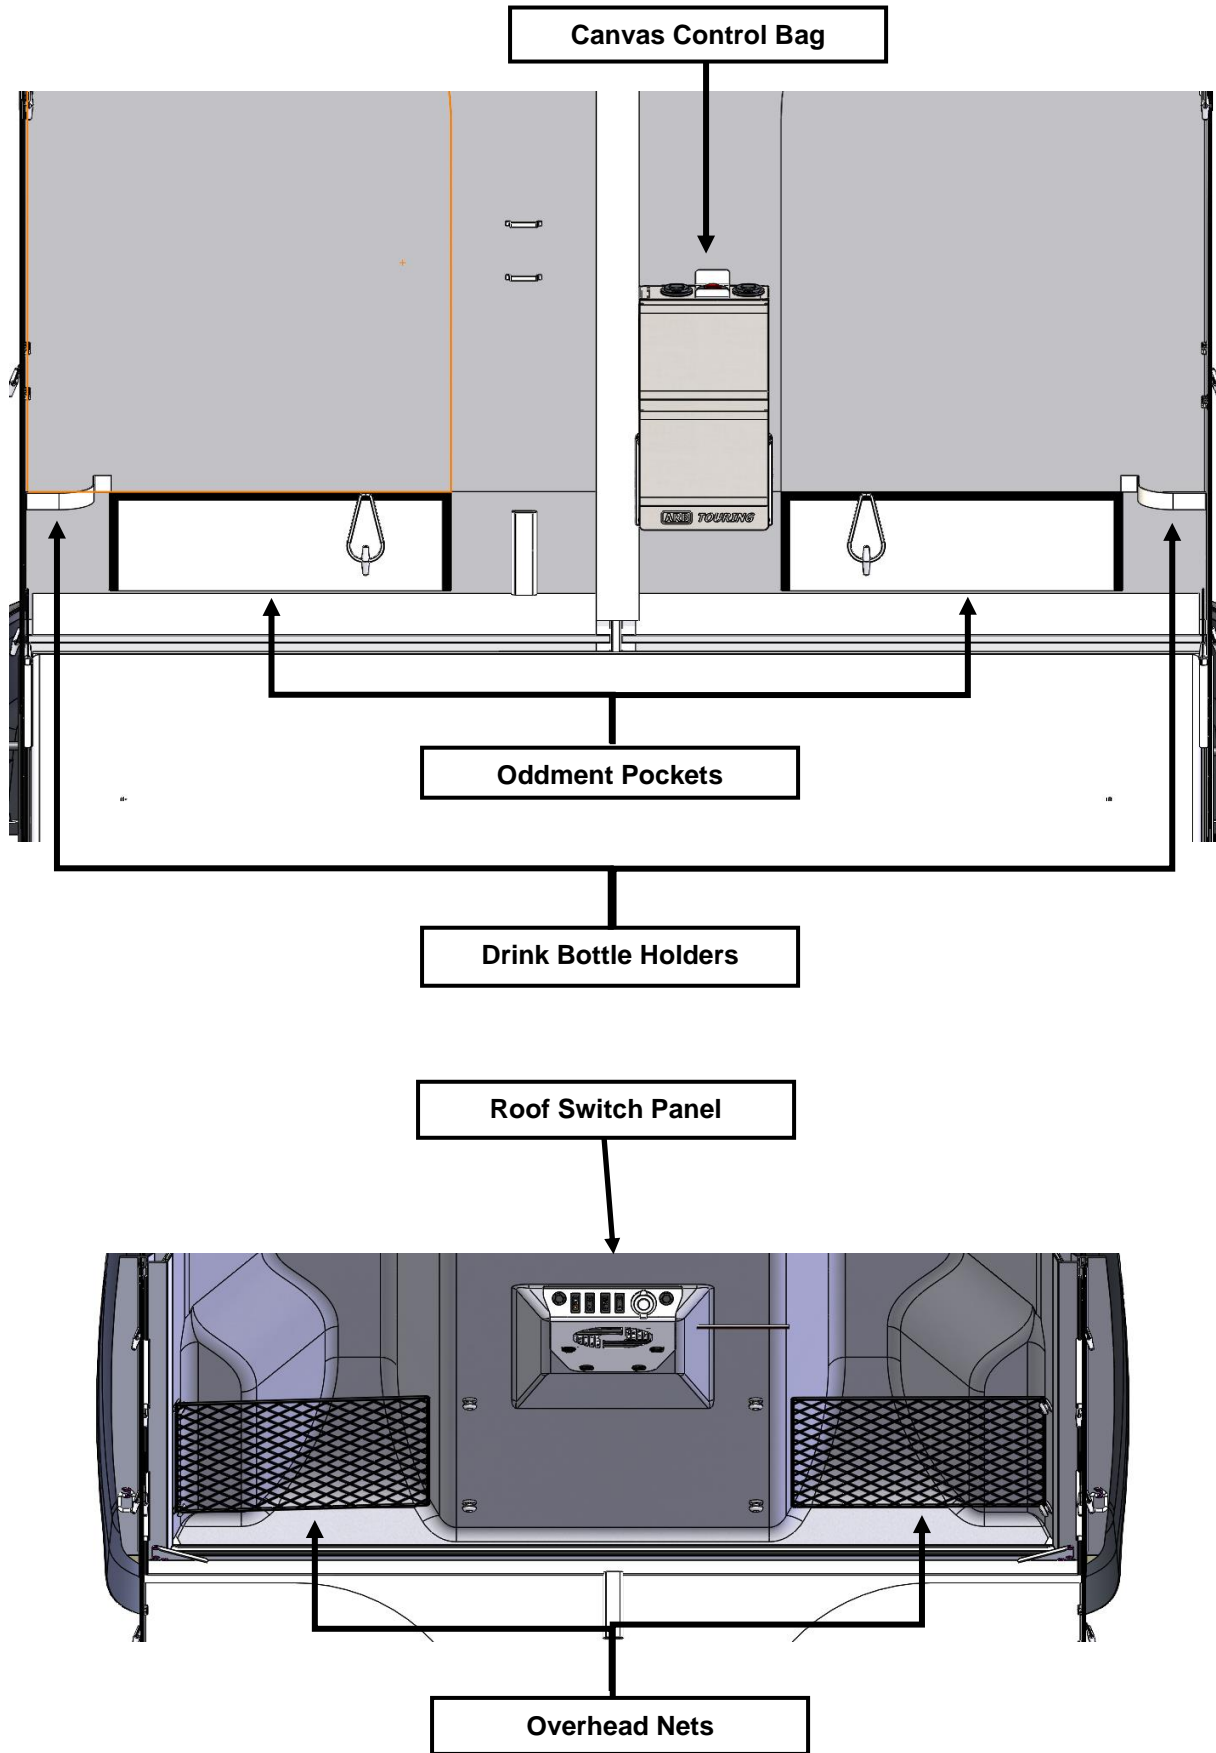 Canvas Control Bag
ARB TOURING
Oddment Pockets
Drink Bottle Holders
Roof Switch Panel
Overhead Nets